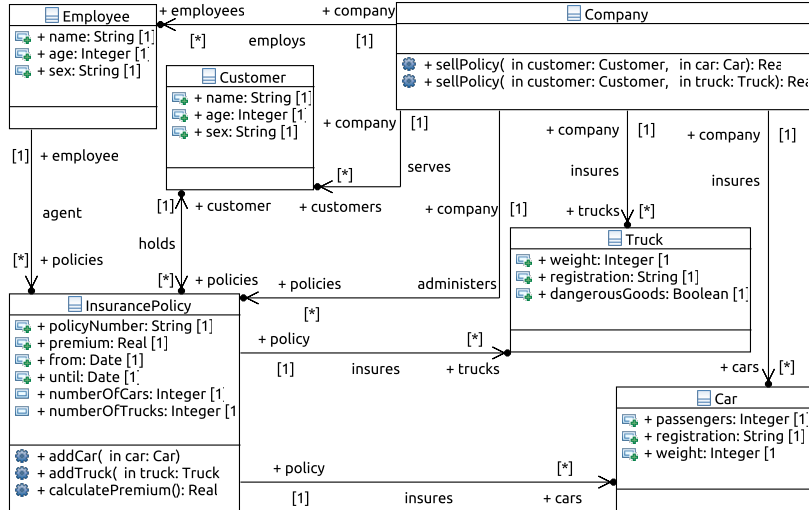 Employee
+ name: String [1]
+ age: Integer [1
+ sex: String [1]
+ employees
[*]
employs
+ company
[1]
Company
+ sellPolicy( in customer: Customer, in car: Car): Rea
+ sellPolicy( in customer: Customer, in truck: Truck): Rea
Customer
+ name: String [1]
+ age: Integer [1
+ sex: String [1]
+ company
[1]
serves
[*]
+ customers
+ company
[1]
insures
+ trucks
[*]
+ company
[1]
insures
[1]
+ employee
agent
[*]
+ policies
[1]
+ customer
holds
[*]
+ policies
+ company
[1]
administers
+ policies
[*]
Truck
+ weight: Integer [1
+ registration: String [1]
+ dangerousGoods: Boolean [1]
InsurancePolicy
+ policyNumber: String [1]
+ premium: Real [1]
+ from: Date [1]
+ until: Date [1]
+ numberOfCars: Integer [1
+ numberOfTrucks: Integer [1
+ addCar( in car: Car)
+ addTruck( in truck: Truck
+ calculatePremium(): Real
+ policy
[1]
insures
[*]
+ trucks
+ cars
[*]
Car
+ passengers: Integer [1
+ registration: String [1]
+ weight: Integer [1
+ policy
[1]
insures
[*]
+ cars